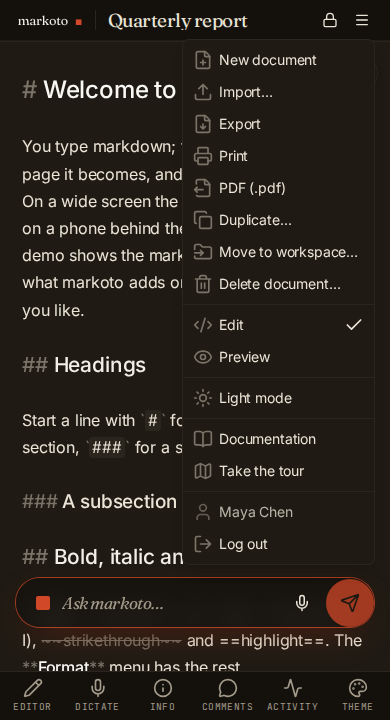 markoto
Quarterly report
# Welcome to
You type markdown;
page it becomes, and
On a wide screen the
on a phone behind the
demo shows the mark
what markoto adds or
you like.
## Headings
Start a line with `#` fo
section, `###` for a s
### A subsection
## Bold, italic an
New document
Import...
Export
Print
PDF (.pdf)
Duplicate...
Move to workspace...
Delete document...
Edit
Preview
Light mode
Documentation
Take the tour
Maya Chen
Log out
Ask markoto...
I), ~~strikethrough~~ and ==highlight==. The
**Format** menu has the rest
EDITOR
DICTATE
INFO
COMMENTS
ACTIVITY
THEME